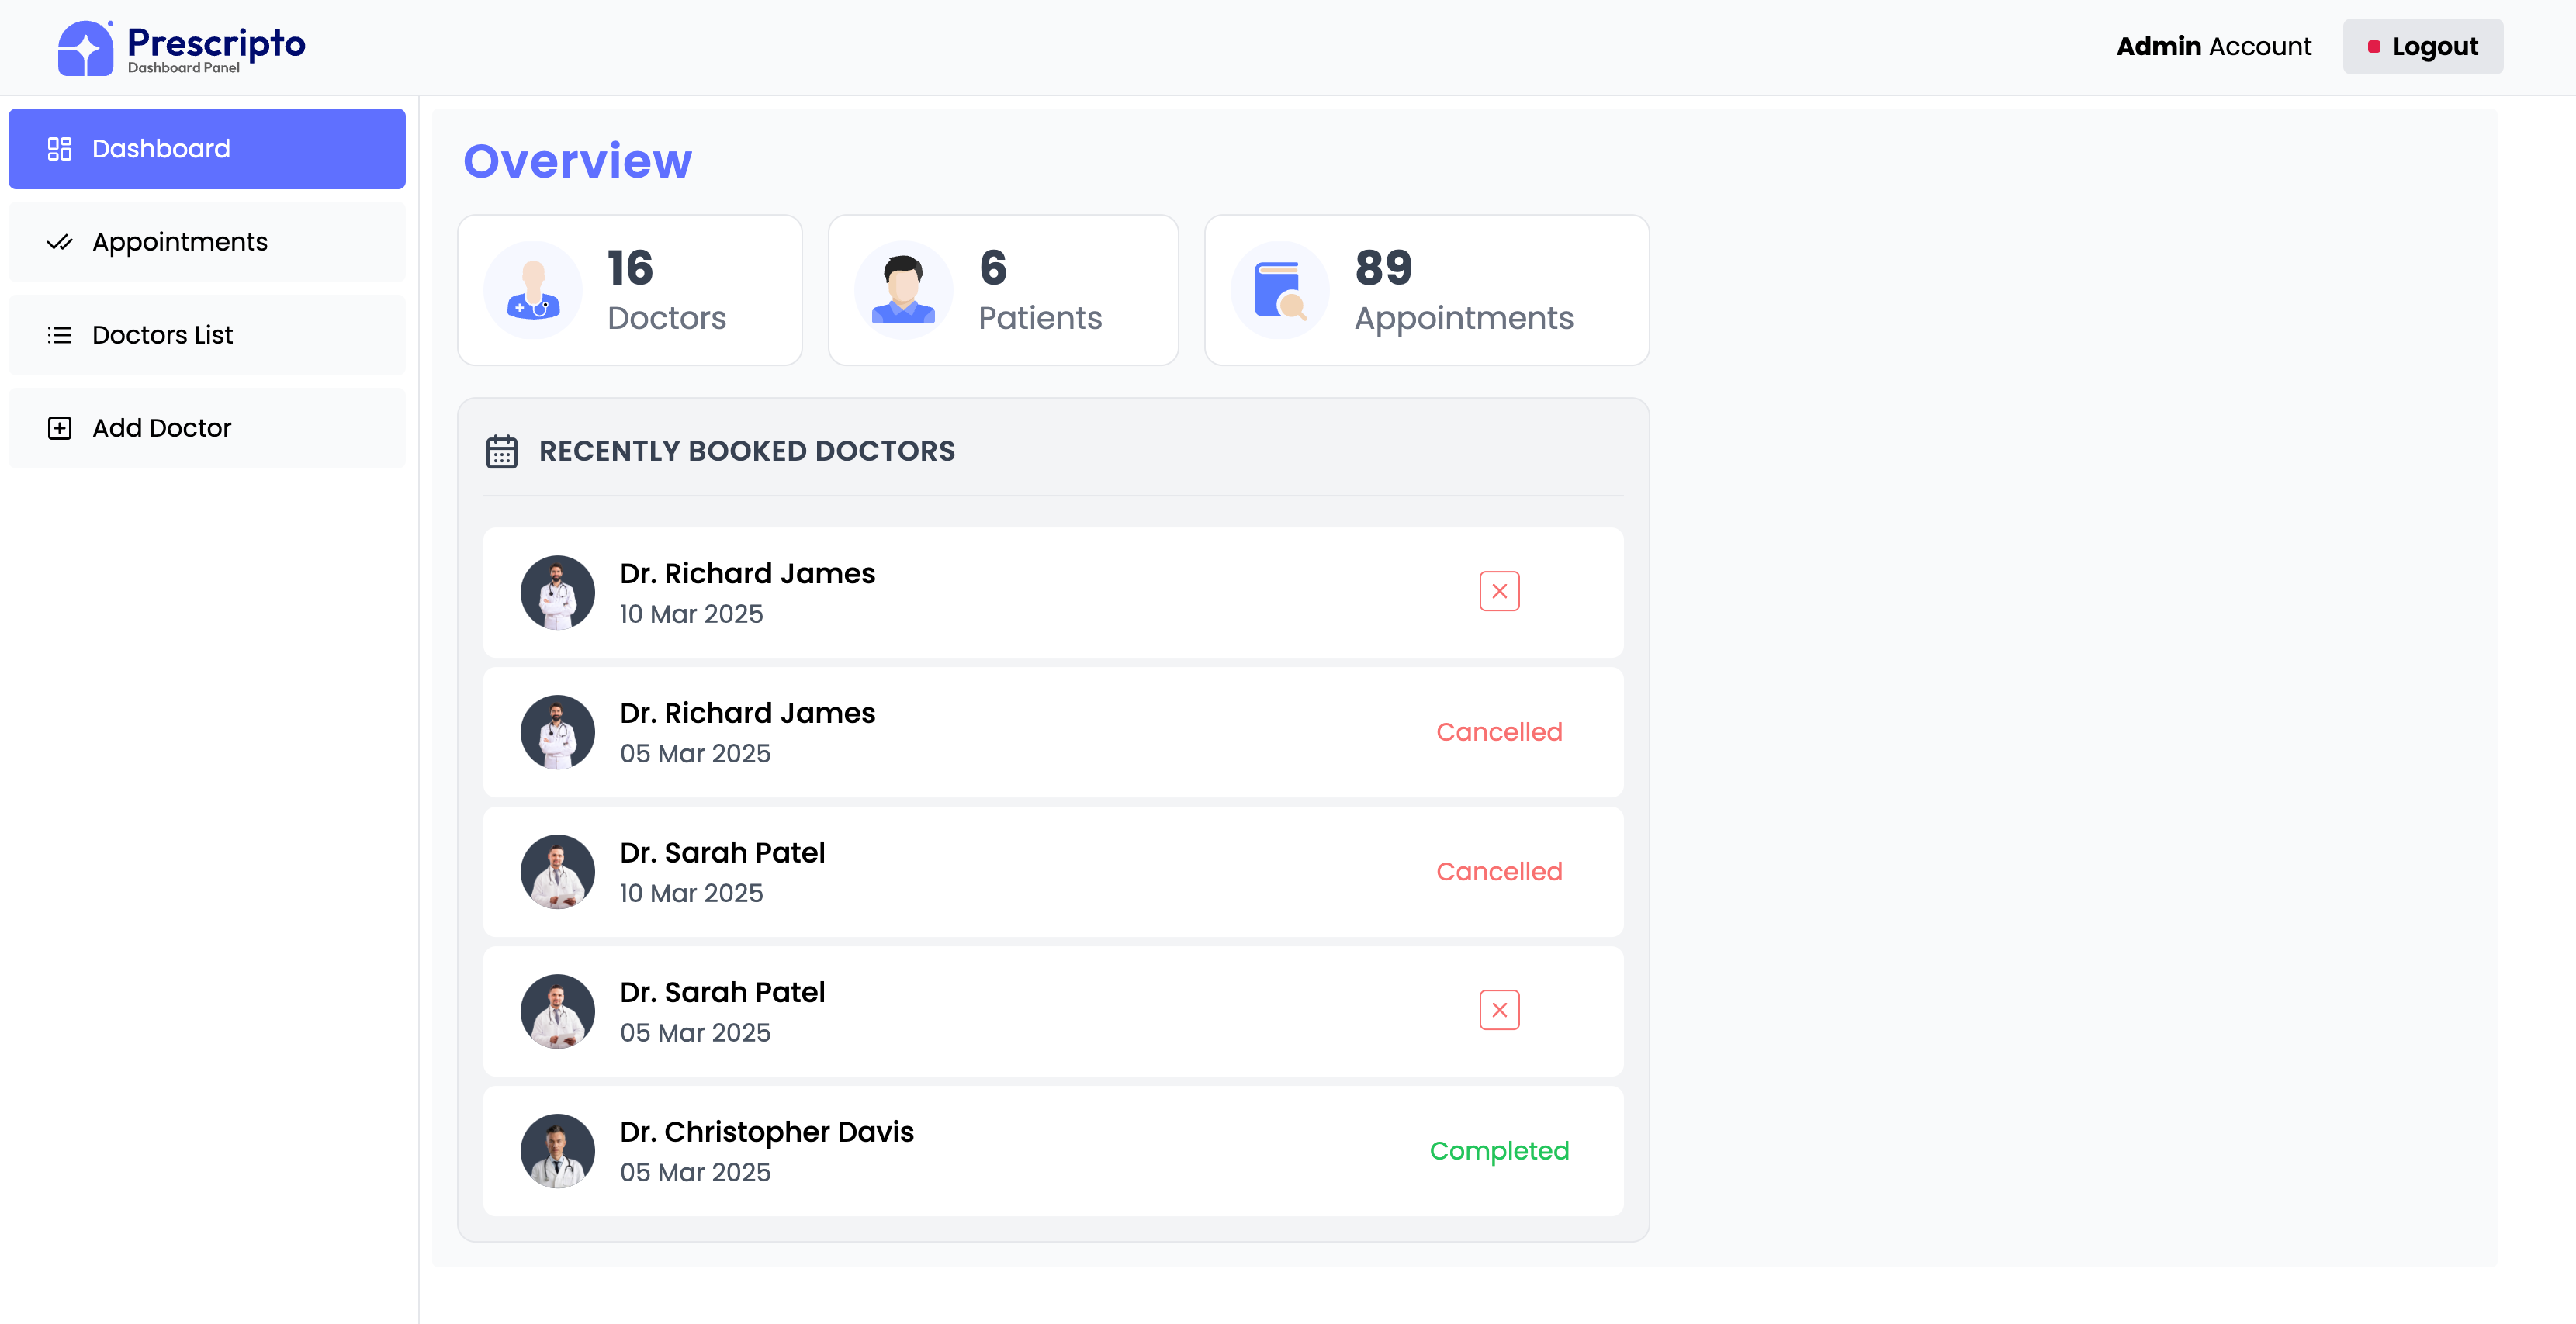 Prescripto
Dashboard Panel
Admin Account
Logout
Dashboard
Appointments
Doctors List
Add Doctor
Overview
16
Doctors
6
Patients
89
Appointments
RECENTLY BOOKED DOCTORS
Dr. Richard James
10 Mar 2025
Dr. Richard James
05 Mar 2025
Cancelled
Dr. Sarah Patel
10 Mar 2025
Cancelled
Dr. Sarah Patel
05 Mar 2025
Dr. Christopher Davis
05 Mar 2025
Completed